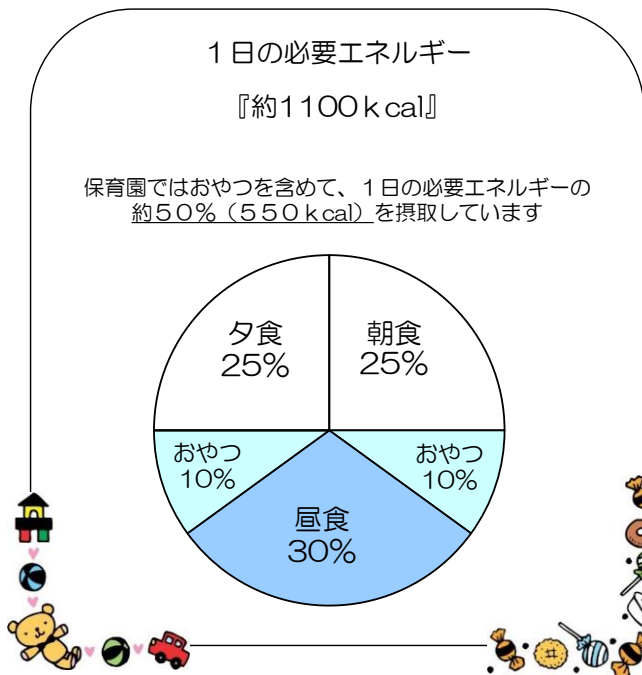 １日の必要エネルギー
『約1100ｋcal』
保育園ではおやつを含めて、１日の必要エネルギーの
約５０％（５５０ｋcal）を摂取しています
夕食
25%
朝食
25%
おやつ
10%
おやつ
10%
昼食
30%